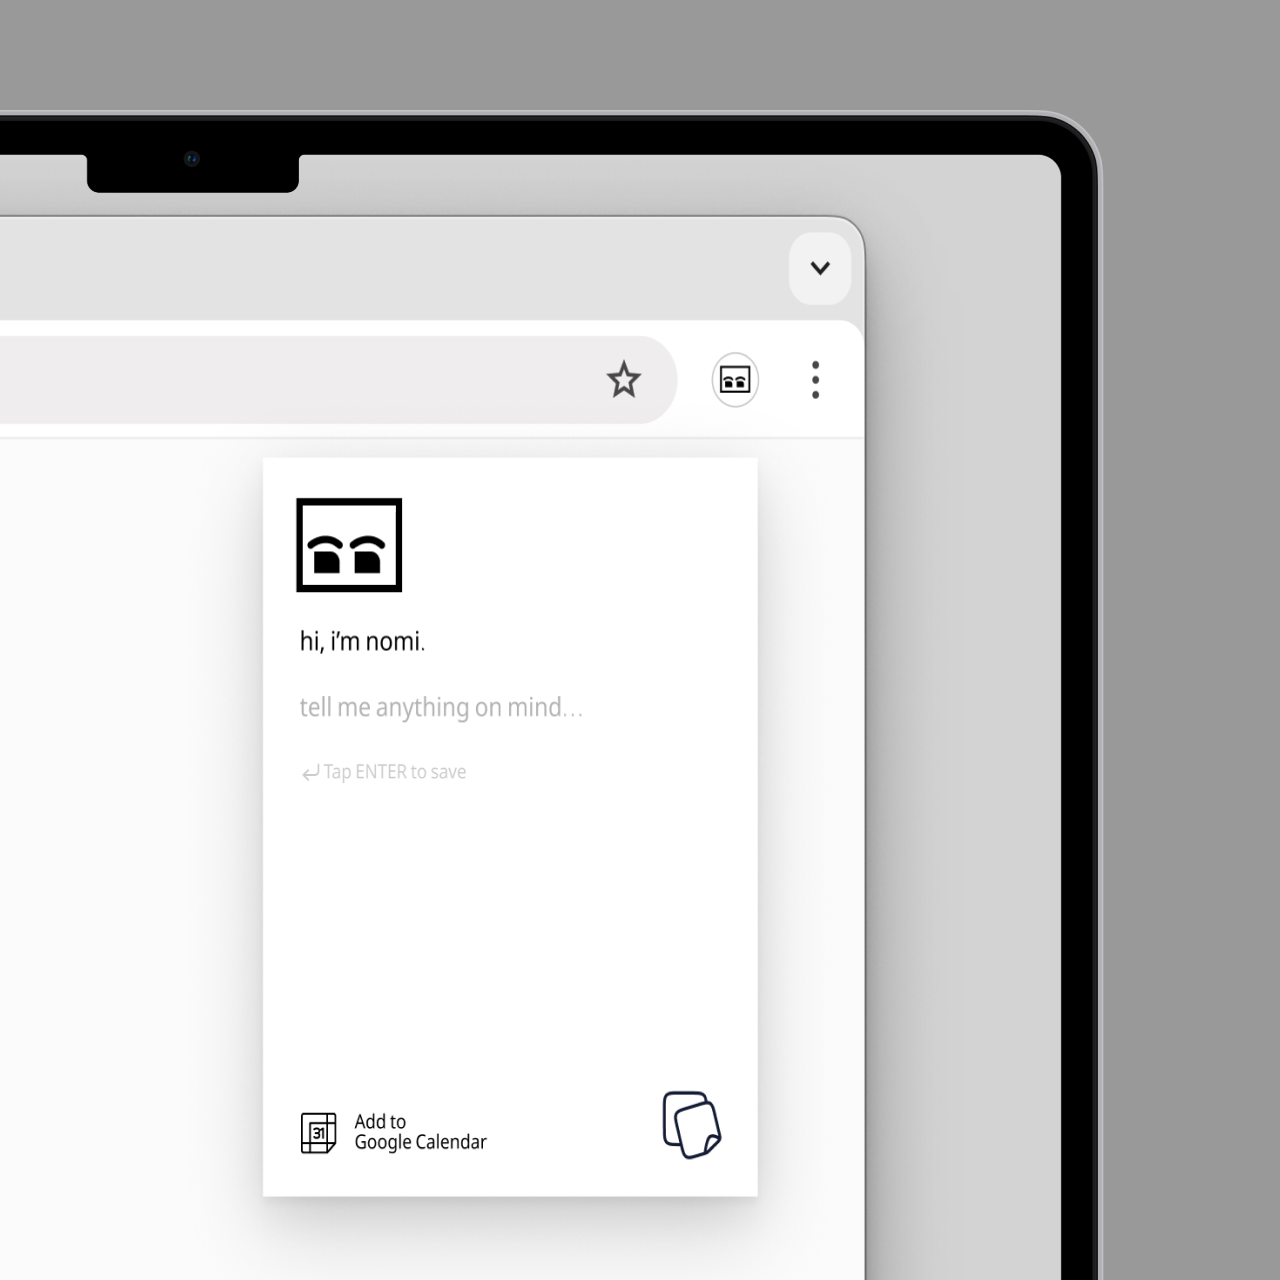 hi, i’m nomi.
tell me anything on mind...
Tap ENTER to save
31
Add to
Google Calendar